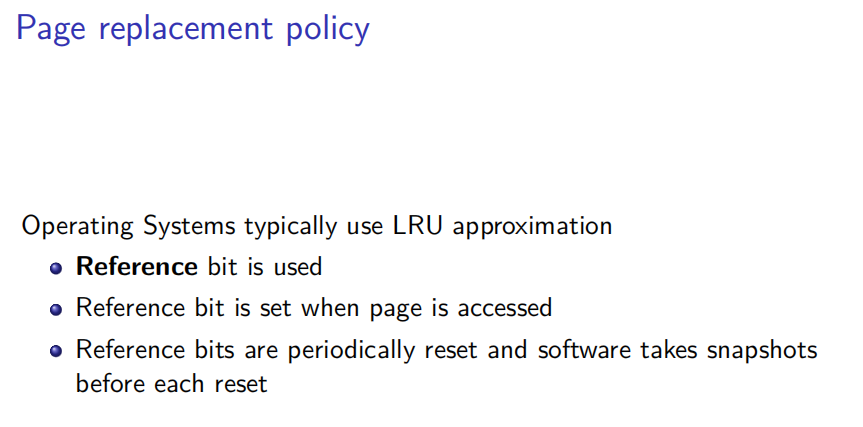 Page replacement policy
Operating Systems typically use LRU approximation
Reference bit is used
Reference bit is set when page is accessed
Reference bits are periodically reset and software takes snapshots
before each reset